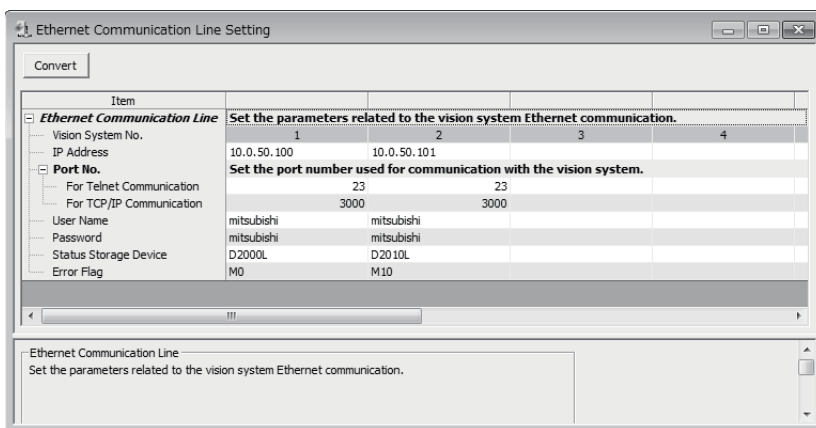 Ethernet Communication Line Setting
Convert
Item
Ethernet Communication Line Set the parameters related to the vision system Ethernet communication.
Vision System No. 1 2 3 4
IP Address 10.0.50.100 10.0.50.101
Port No. Set the port number used for communication with the vision system.
For Telnet Communication 23 23
For TCP/IP Communication 3000 3000
User Name mitsubishi mitsubishi
Password mitsubishi mitsubishi
Status Storage Device D2000L D2010L
Error Flag M0 M10
Ethernet Communication Line
Set the parameters related to the vision system Ethernet communication.